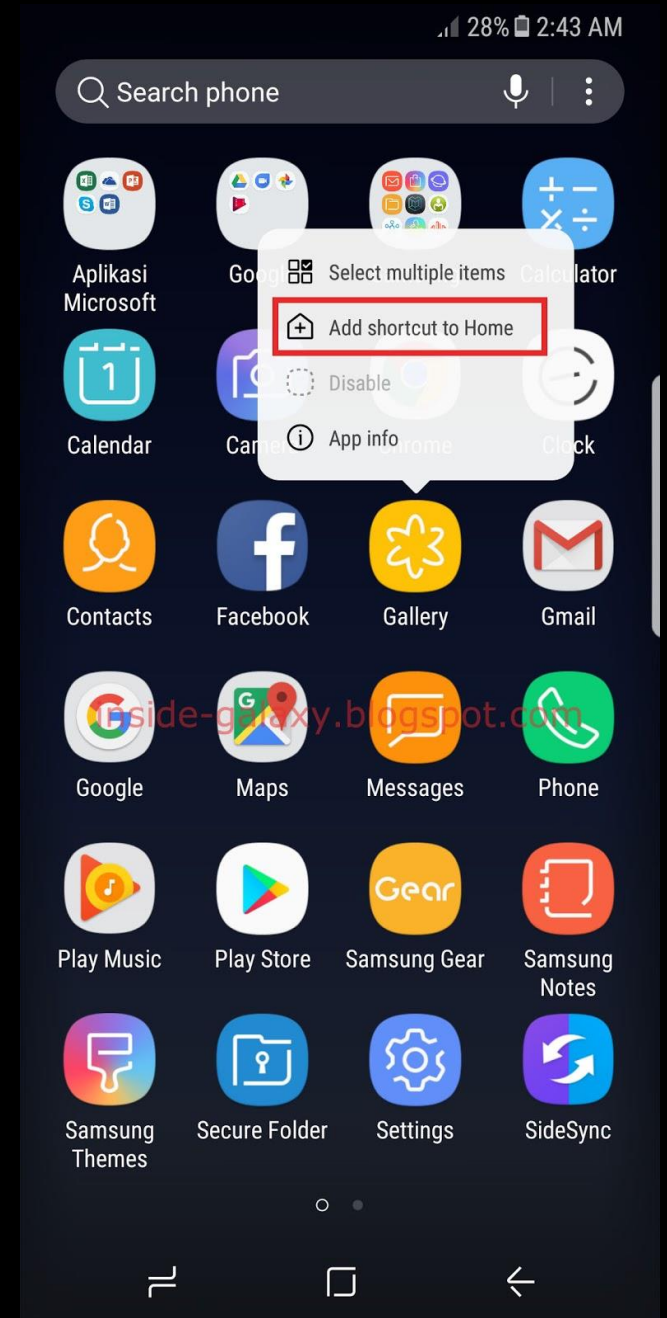 28% 2:43 AM
Search phone
Aplikasi
Microsoft
Calculator
Select multiple items
Add shortcut to Home
Disable
App info
1
Calendar
Chrome
Clock
Contacts
Facebook
Gallery
Gmail
inside-galaxy.blogspot.com
Google
Maps
Messages
Phone
Gear
Play Music
Play Store
Samsung Gear
Samsung
Notes
Samsung
Themes
Secure Folder
Settings
SideSync